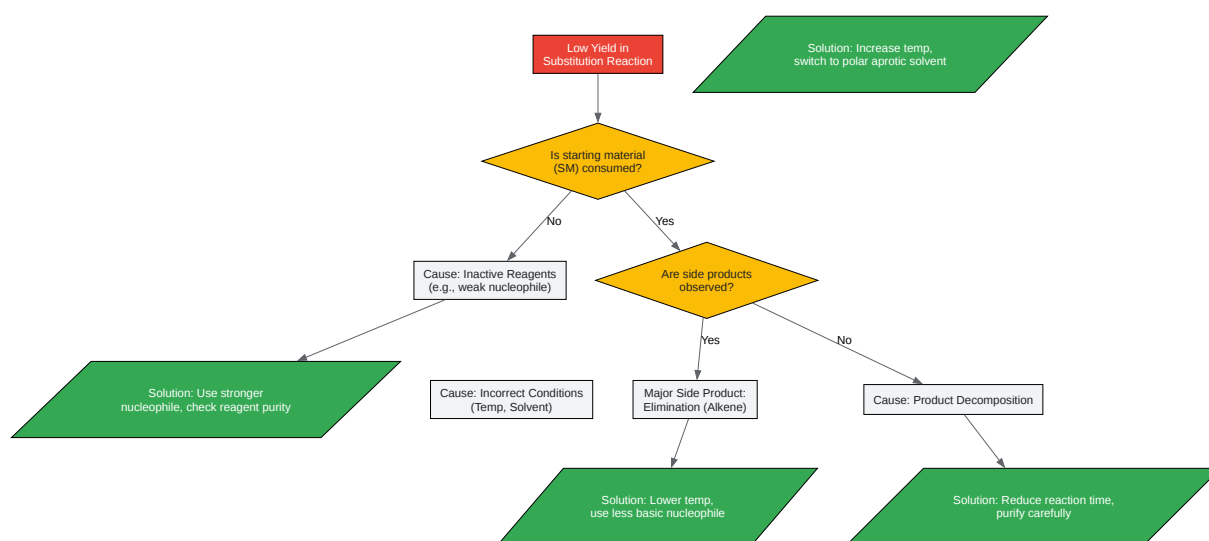 Low Yield in
Substitution Reaction
Solution: Increase temp,
switch to polar aprotic solvent
Is starting material
(SM) consumed?
No
Yes
Cause: Inactive Reagents
(e.g., weak nucleophile)
Are side products
observed?
Yes
No
Solution: Use stronger
nucleophile, check reagent purity
Cause: Incorrect Conditions
(Temp, Solvent)
Major Side Product:
Elimination (Alkene)
Cause: Product Decomposition
Solution: Lower temp,
use less basic nucleophile
Solution: Reduce reaction time,
purify carefully